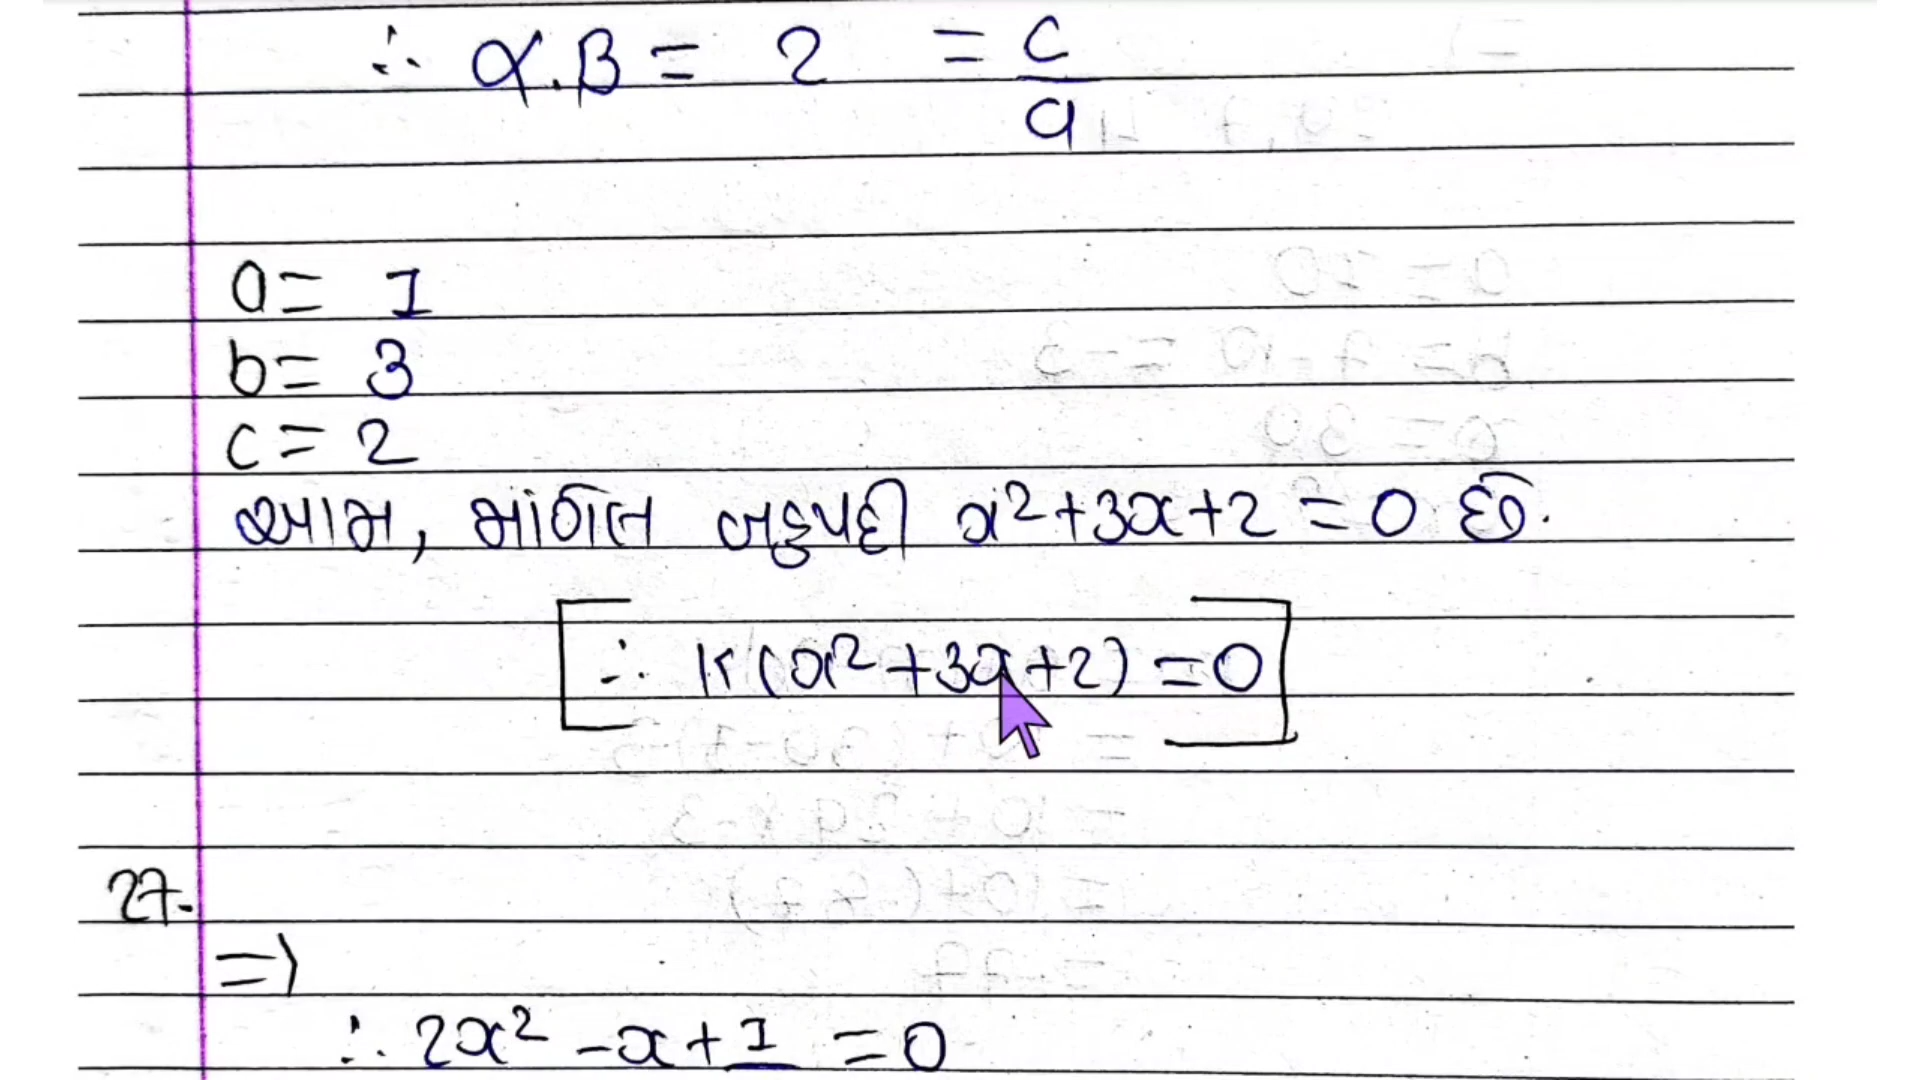 ∴ α.β = 2 = c/a
a = 1
b = 3
c = 2
આમ, માંગેલ બહુપદી x²+3x+2 = 0 છે.
∴ k(x²+3x+2) = 0
27.
⇒
∴ 2x² - x + 1 = 0